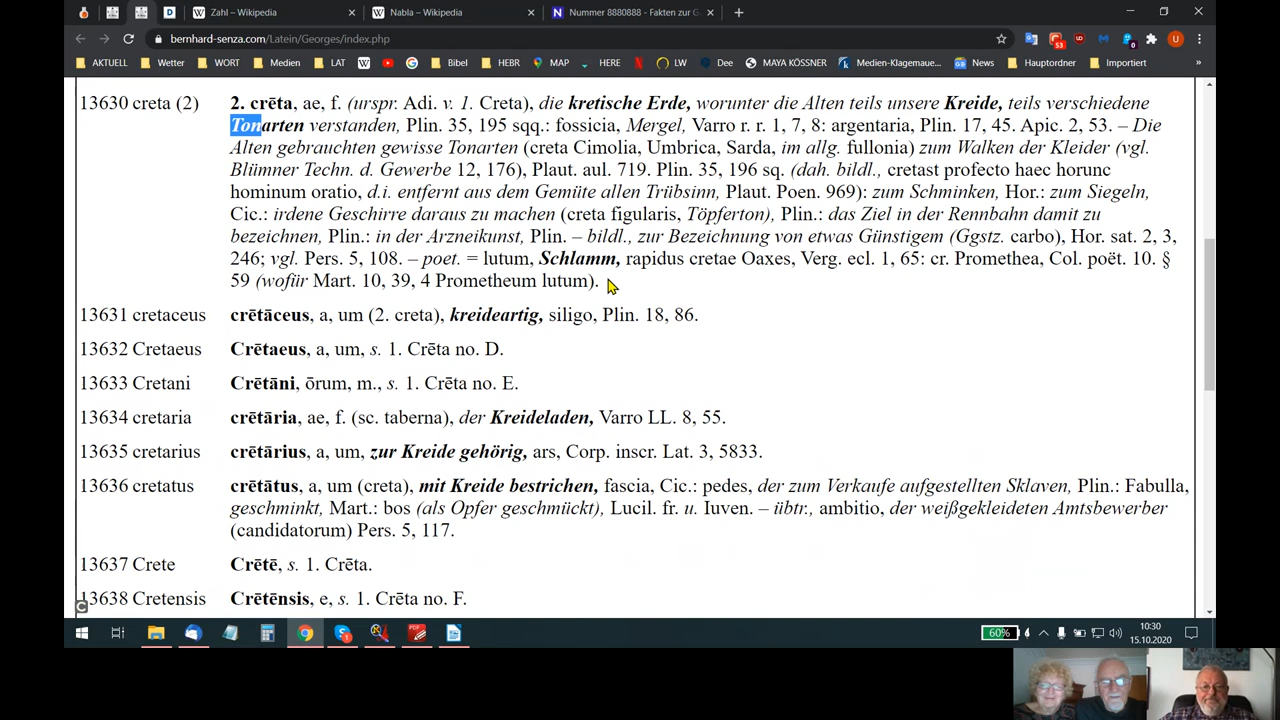 Zahl – Wikipedia
Nabla – Wikipedia
Nummer 8880888 - Fakten zur G
bernhard-senza.com/Latein/Georges/index.php
AKTUELL Wetter WORT Medien LAT Bibel HEBR MAP HERE LW Dee MAYA KÖSSNER Medien-Klagemaue... News Hauptordner Importiert
13630 creta (2) 2. crēta, ae, f. (urspr. Adi. v. 1. Creta), die kretische Erde, worunter die Alten teils unsere Kreide, teils verschiedene
Tonarten verstanden, Plin. 35, 195 sqq.: fossicia, Mergel, Varro r. r. 1, 7, 8: argentaria, Plin. 17, 45. Apic. 2, 53. – Die
Alten gebrauchten gewisse Tonarten (creta Cimolia, Umbrica, Sarda, im allg. fullonia) zum Walken der Kleider (vgl.
Blümner Techn. d. Gewerbe 12, 176), Plaut. aul. 719. Plin. 35, 196 sq. (dah. bildl., cretast profecto haec horunc
hominum oratio, d.i. entfernt aus dem Gemüte allen Trübsinn, Plaut. Poen. 969): zum Schminken, Hor.: zum Siegeln,
Cic.: irdene Geschirre daraus zu machen (creta figularis, Töpferton), Plin.: das Ziel in der Rennbahn damit zu
bezeichnen, Plin.: in der Arzneikunst, Plin. – bildl., zur Bezeichnung von etwas Günstigem (Ggstz. carbo), Hor. sat. 2, 3,
246; vgl. Pers. 5, 108. – poet. = lutum, Schlamm, rapidus cretae Oaxes, Verg. ecl. 1, 65: cr. Promethea, Col. poët. 10. §
59 (wofür Mart. 10, 39, 4 Prometheum lutum).
13631 cretaceus crētāceus, a, um (2. creta), kreideartig, siligo, Plin. 18, 86.
13632 Cretaeus Crētaeus, a, um, s. 1. Crēta no. D.
13633 Cretani Crētāni, ōrum, m., s. 1. Crēta no. E.
13634 cretaria crētāria, ae, f. (sc. taberna), der Kreideladen, Varro LL. 8, 55.
13635 cretarius crētārius, a, um, zur Kreide gehörig, ars, Corp. inscr. Lat. 3, 5833.
13636 cretatus crētātus, a, um (creta), mit Kreide bestrichen, fascia, Cic.: pedes, der zum Verkaufe aufgestellten Sklaven, Plin.: Fabulla,
geschminkt, Mart.: bos (als Opfer geschmückt), Lucil. fr. u. Iuven. – übtr., ambitio, der weißgekleideten Amtsbewerber
(candidatorum) Pers. 5, 117.
13637 Crete Crētē, s. 1. Crēta.
13638 Cretensis Crētēnsis, e, s. 1. Crēta no. F.
60% 10:30
15.10.2020